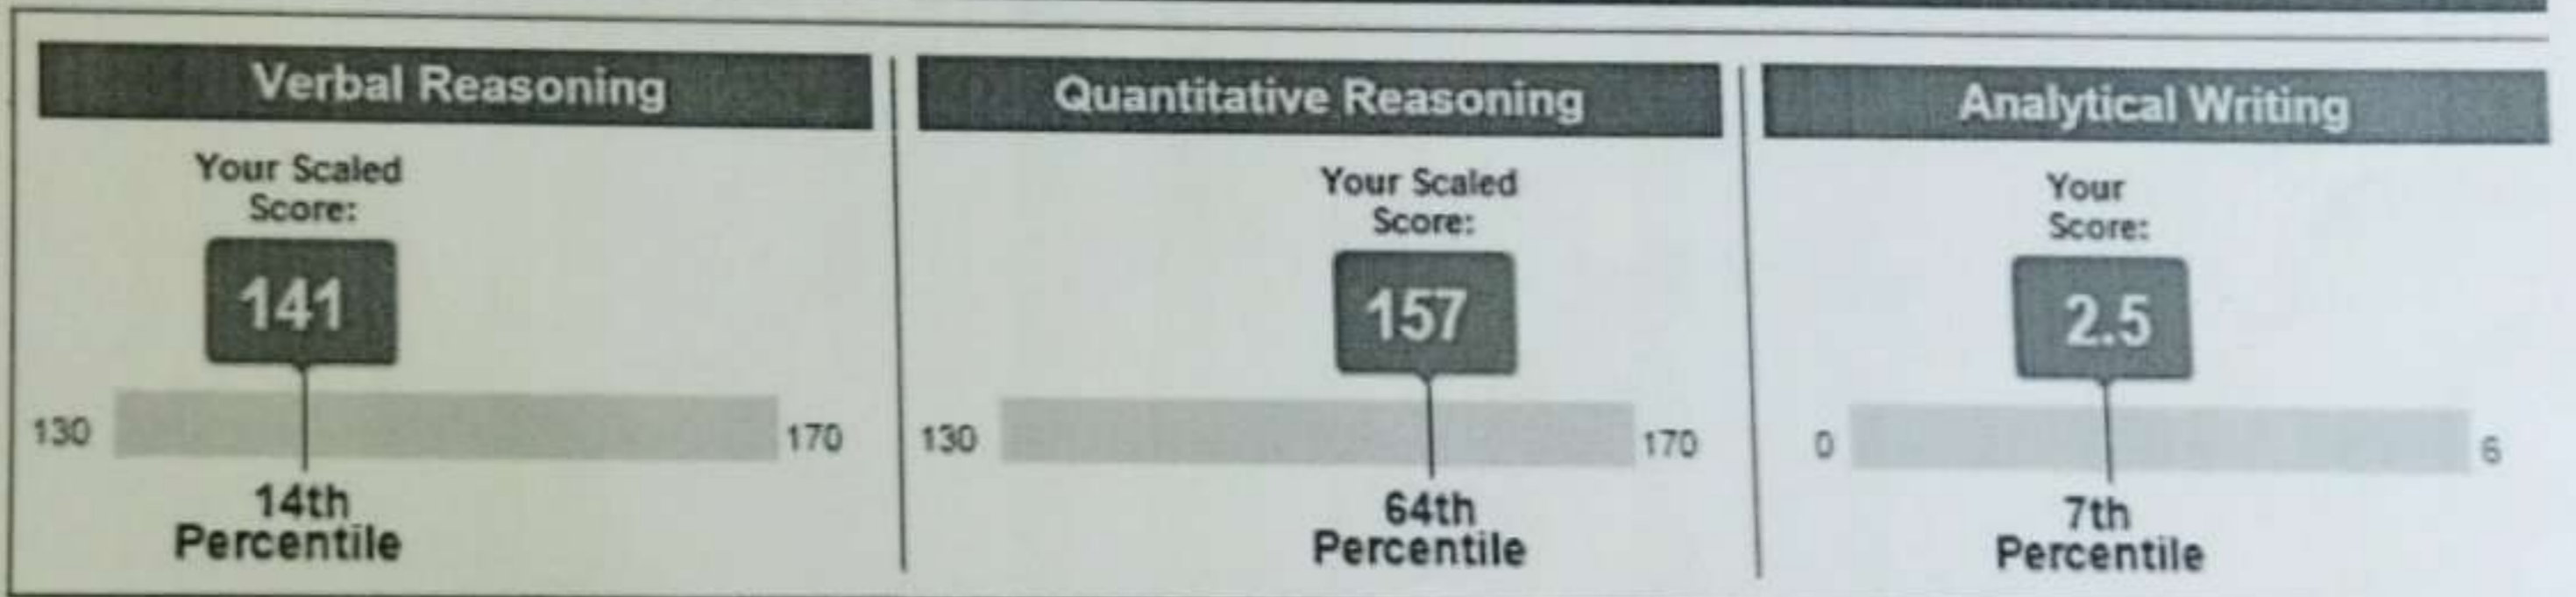 Verbal Reasoning
Your Scaled
Score:
141
130
170
14th
Percentile
Quantitative Reasoning
Your Scaled
Score:
157
130
170
64th
Percentile
Analytical Writing
Your
Score:
2.5
0
6
7th
Percentile